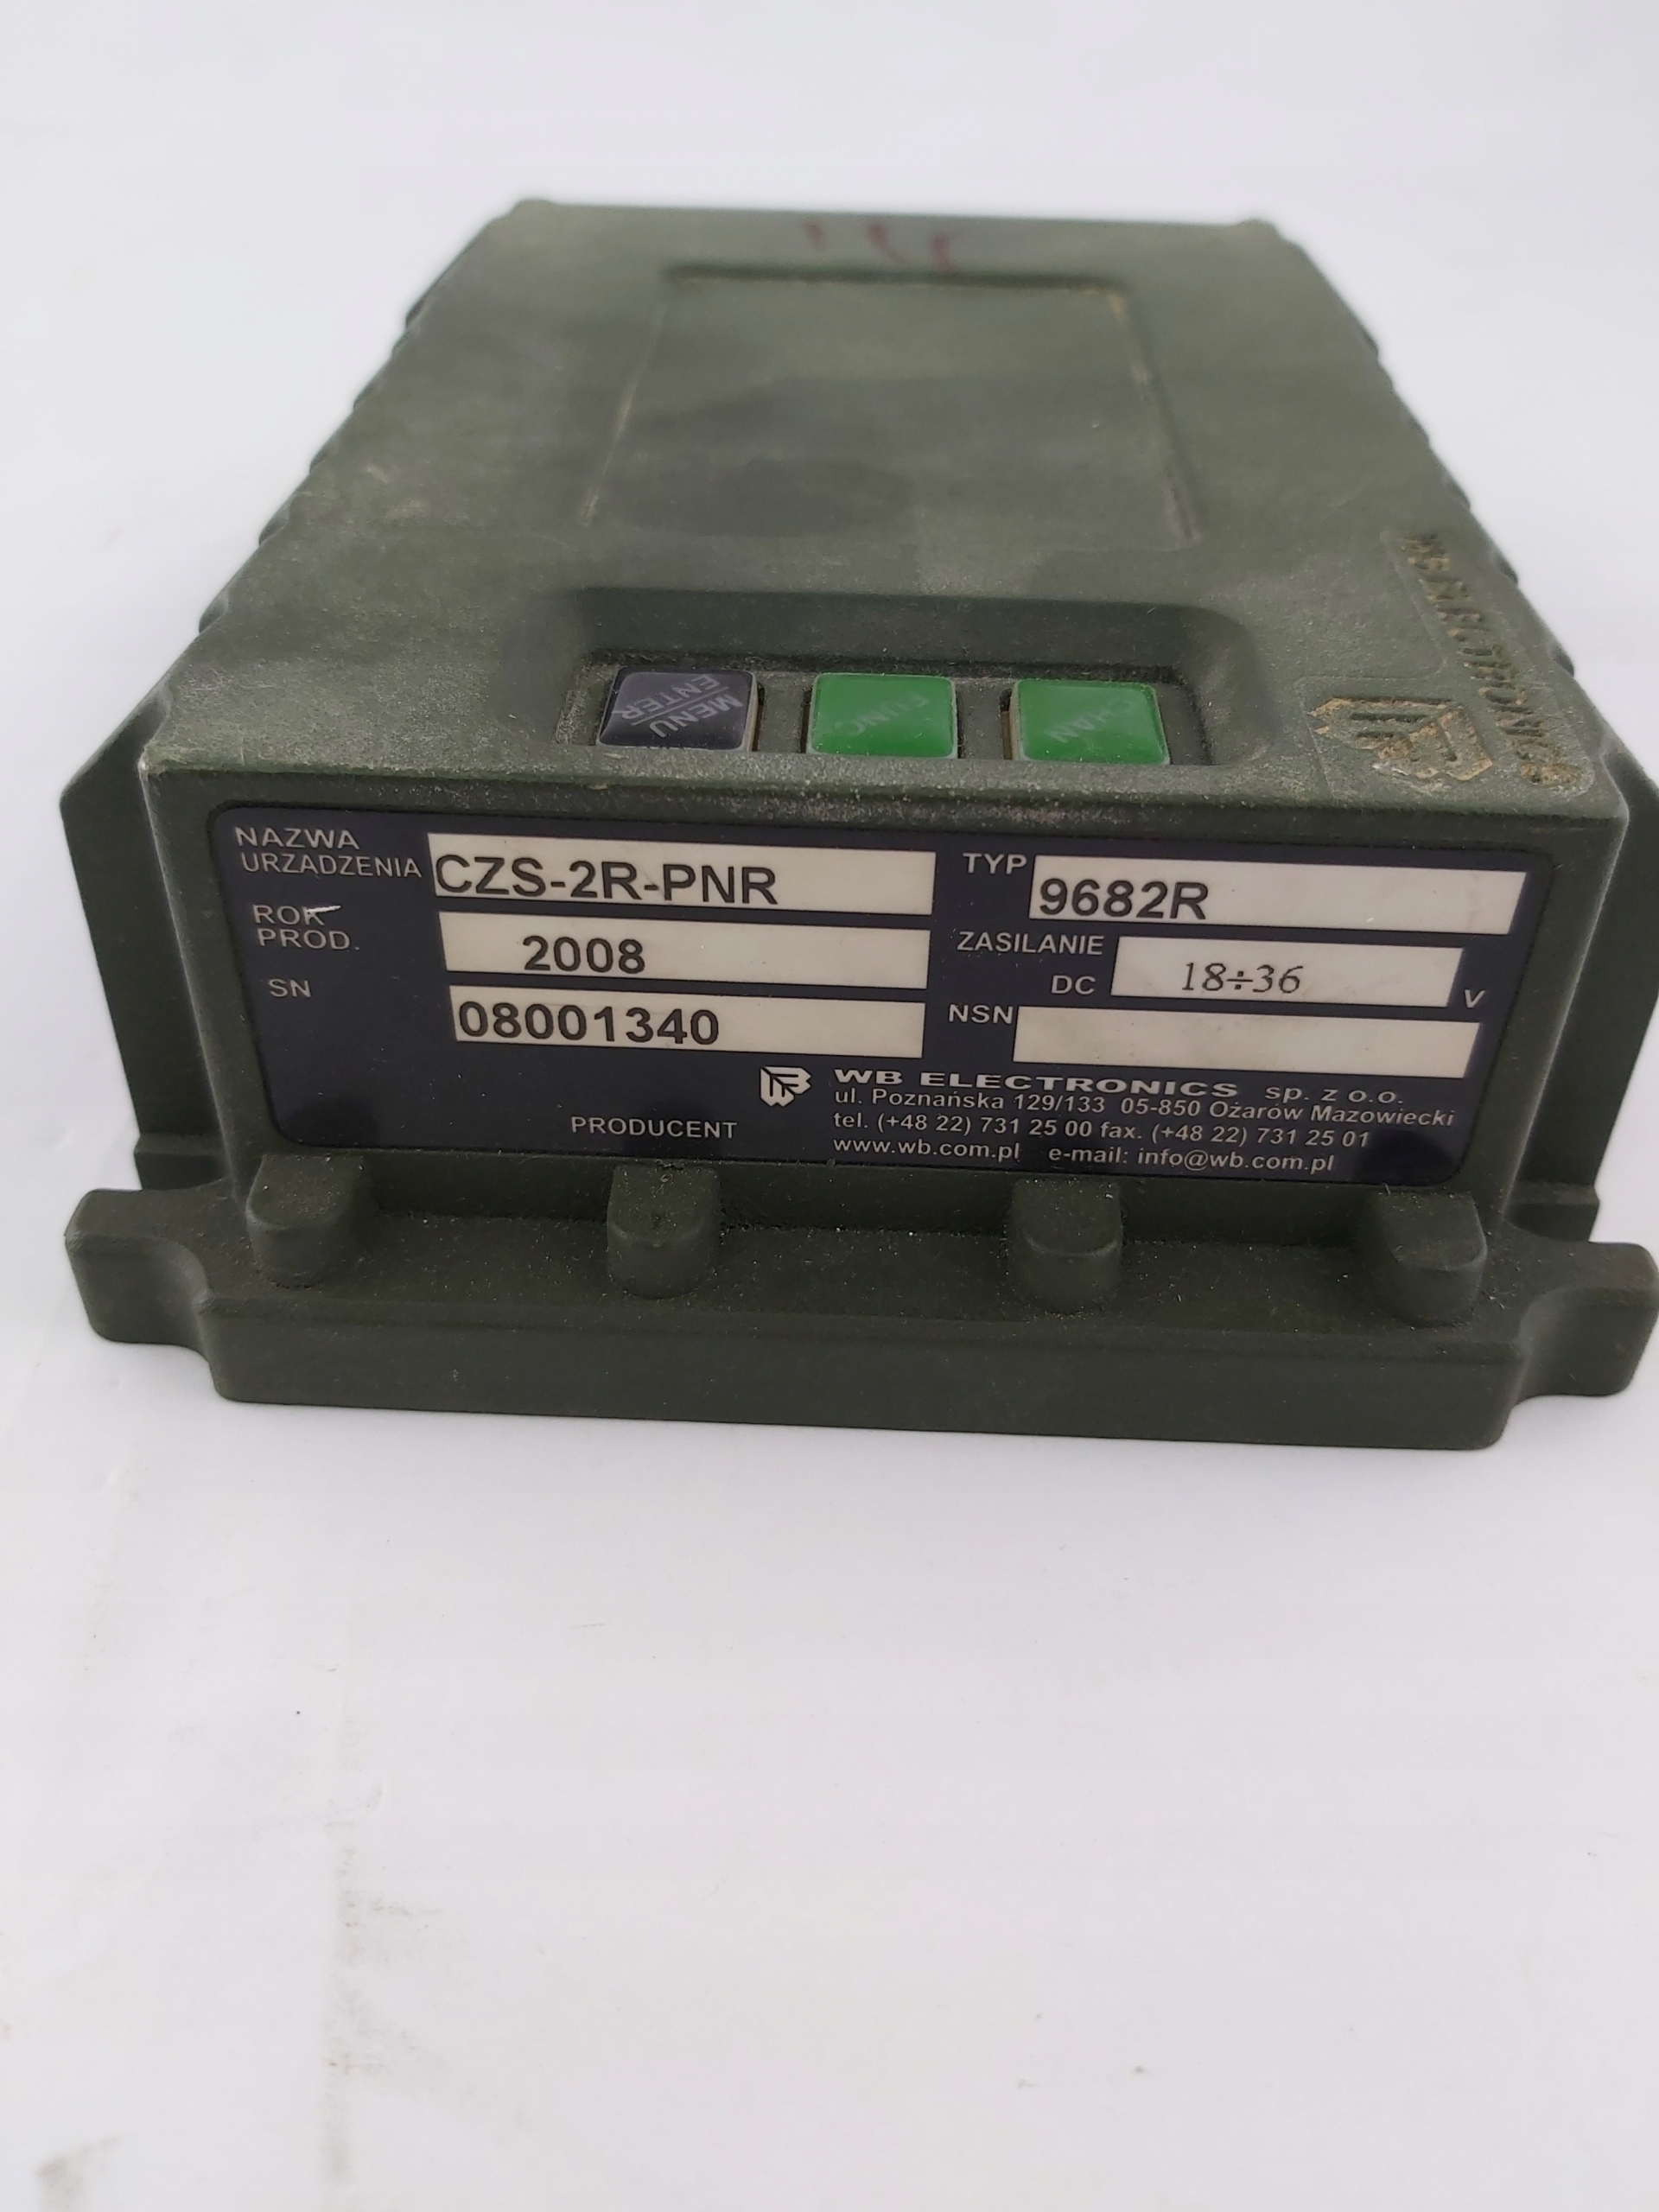 MENU
ENTER
FUNC
CHAN
WB ELECTRONICS
NAZWA
URZĄDZENIA
CZS-2R-PNR
TYP
9682R
ROK
PROD.
2008
ZASILANIE
DC
18÷36
V
SN
08001340
NSN
PRODUCENT
WB ELECTRONICS sp. z o.o.
ul. Poznańska 129/133 05-850 Ożarów Mazowiecki
tel. (+48 22) 731 25 00 fax. (+48 22) 731 25 01
www.wb.com.pl e-mail: info@wb.com.pl